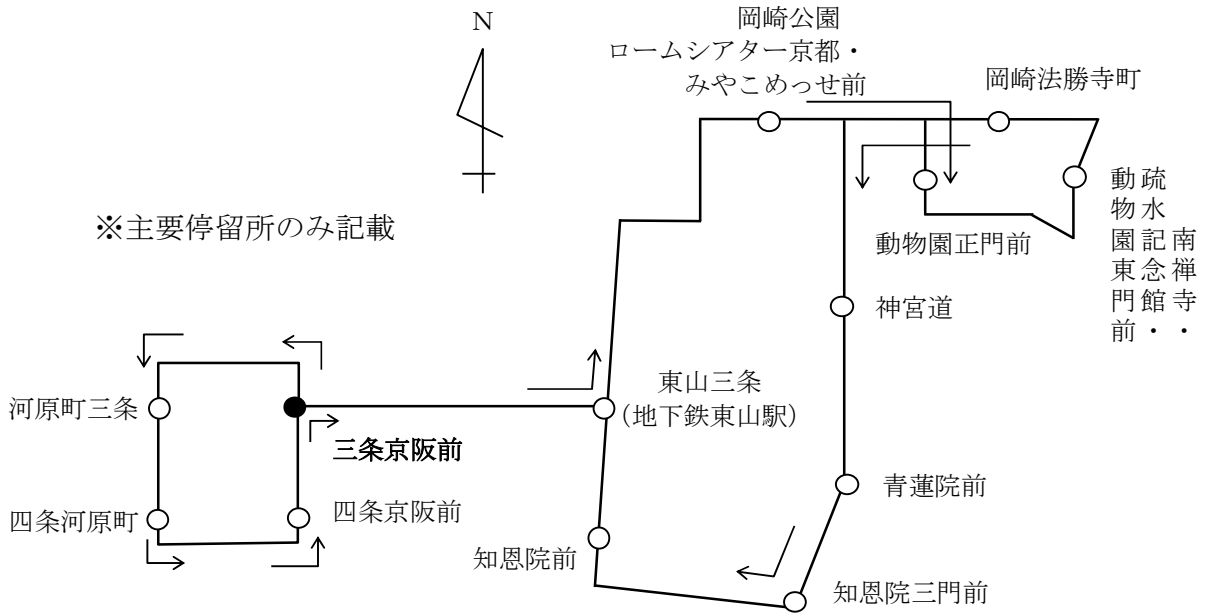 N
岡崎公園
ロームシアター京都・
みやこめっせ前
岡崎法勝寺町
南禅寺・
疏水記念館・
動物園東門前
※主要停留所のみ記載
動物園正門前
神宮道
東山三条
(地下鉄東山駅)
河原町三条
三条京阪前
四条河原町
四条京阪前
知恩院前
青蓮院前
知恩院三門前